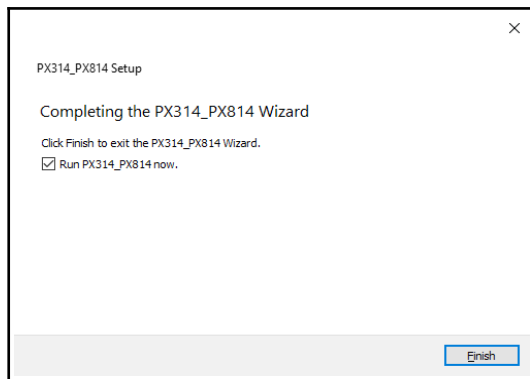 PX314_PX814 Setup
Completing the PX314_PX814 Wizard
Click Finish to exit the PX314_PX814 Wizard.
Run PX314_PX814 now.
Finish